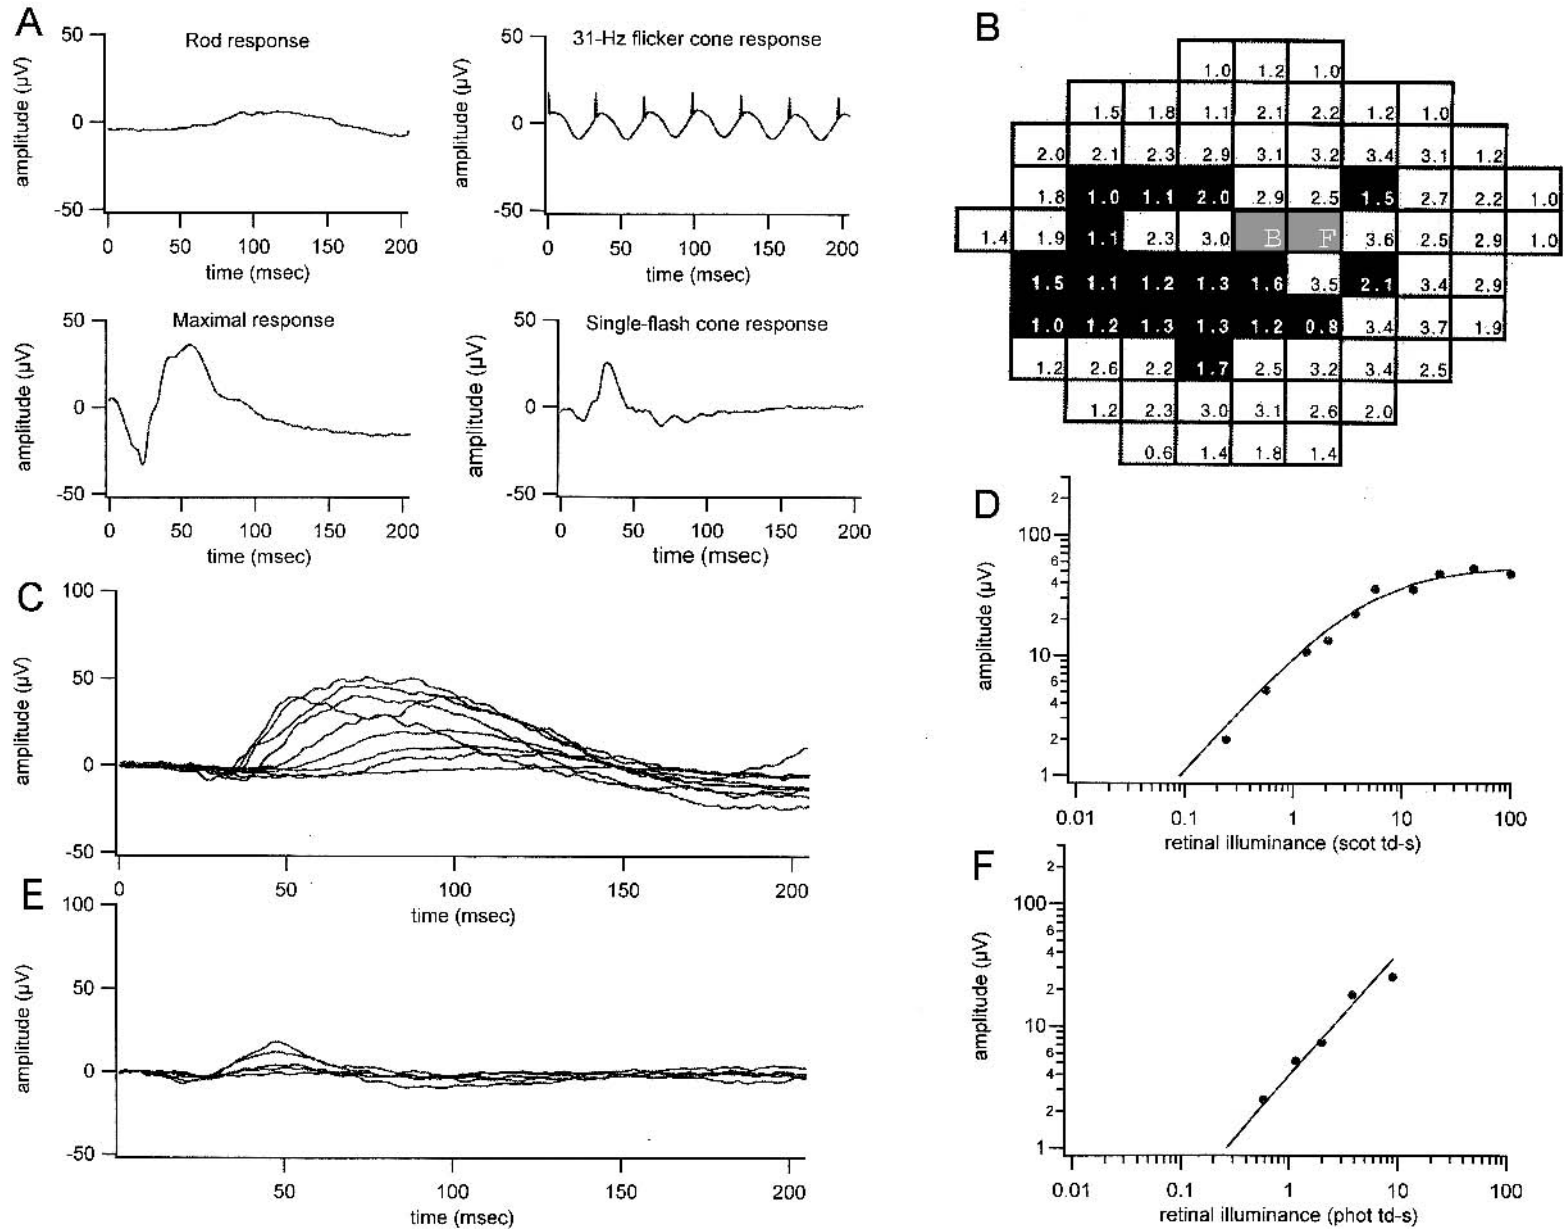 A
Rod response
50
0
-50
amplitude (µV)
0 50 100 150 200
time (msec)
31-Hz flicker cone response
50
0
-50
amplitude (µV)
0 50 100 150 200
time (msec)
Maximal response
50
0
-50
amplitude (µV)
0 50 100 150 200
time (msec)
Single-flash cone response
50
0
-50
amplitude (µV)
0 50 100 150 200
time (msec)
B
1.0 1.2 1.0
1.5 1.8 1.1 2.1 2.2 1.2 1.0
2.0 2.1 2.3 2.9 3.1 3.2 3.4 3.1 1.2
1.8 1.0 1.1 2.0 2.9 2.5 1.5 2.7 2.2 1.0
1.4 1.9 1.1 2.3 3.0 B F 3.6 2.5 2.9 1.0
1.5 1.1 1.2 1.3 1.6 3.5 2.1 3.4 2.9
1.0 1.2 1.3 1.3 1.2 0.8 3.4 3.7 1.9
1.2 2.6 2.2 1.7 2.5 3.2 3.4 2.5
1.2 2.3 3.0 3.1 2.6 2.0
0.6 1.4 1.8 1.4
C
100
50
0
-50
amplitude (µV)
0 50 100 150 200
time (msec)
D
2
100
6
4
2
10
6
4
2
1
amplitude (µV)
0.01 0.1 1 10 100
retinal illuminance (scot td-s)
E
100
50
0
-50
amplitude (µV)
50 100 150 200
time (msec)
F
2
100
6
4
2
10
6
4
2
1
amplitude (µV)
0.01 0.1 1 10 100
retinal illuminance (phot td-s)